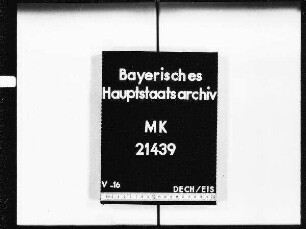 Bayerisches
Hauptstaatsarchiv
MK
21439
V-16
DECH/EIS